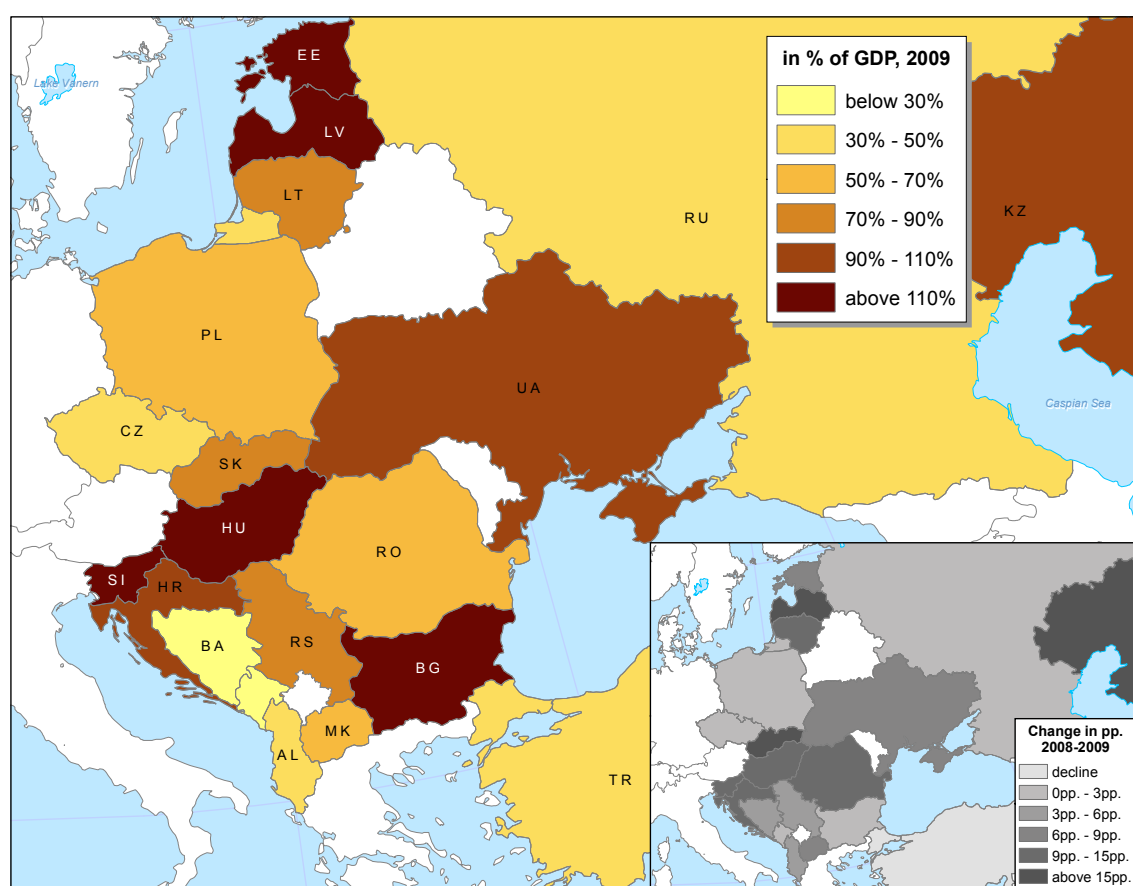 EE
Lake Vanern
LV
LT
RU
KZ
in % of GDP, 2009
below 30%
30% - 50%
50% - 70%
70% - 90%
90% - 110%
above 110%
PL
UA
Caspian Sea
CZ
SK
HU
RO
SI
HR
BA
RS
BG
MK
AL
TR
Change in pp.
2008-2009
decline
0pp. - 3pp.
3pp. - 6pp.
6pp. - 9pp.
9pp. - 15pp.
above 15pp.